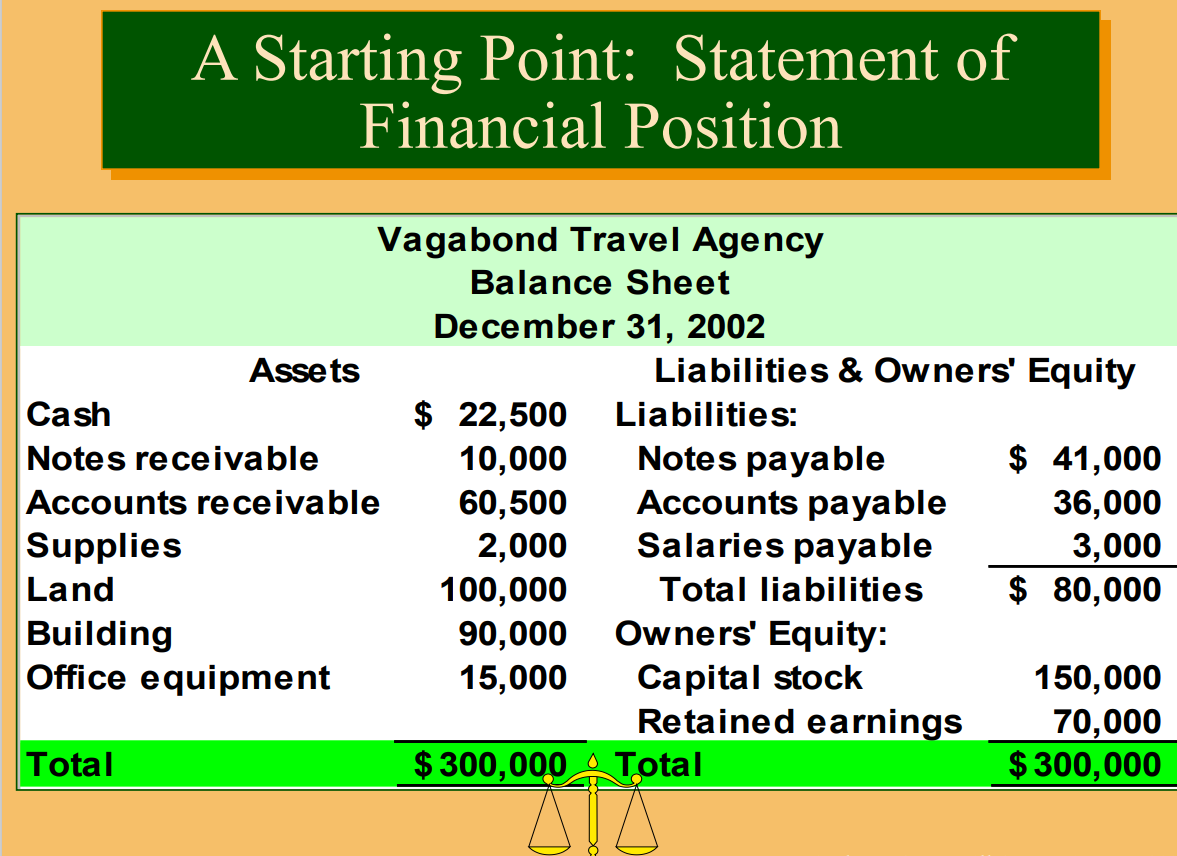 A Starting Point: Statement of
Financial Position
Vagabond Travel Agency
Balance Sheet
December 31, 2002
Assets Liabilities & Owners' Equity
Cash $ 22,500 Liabilities:
Notes receivable 10,000 Notes payable $ 41,000
Accounts receivable 60,500 Accounts payable 36,000
Supplies 2,000 Salaries payable 3,000
Land 100,000 Total liabilities $ 80,000
Building 90,000 Owners' Equity:
Office equipment 15,000 Capital stock 150,000
Retained earnings 70,000
Total $ 300,000 Total $ 300,000